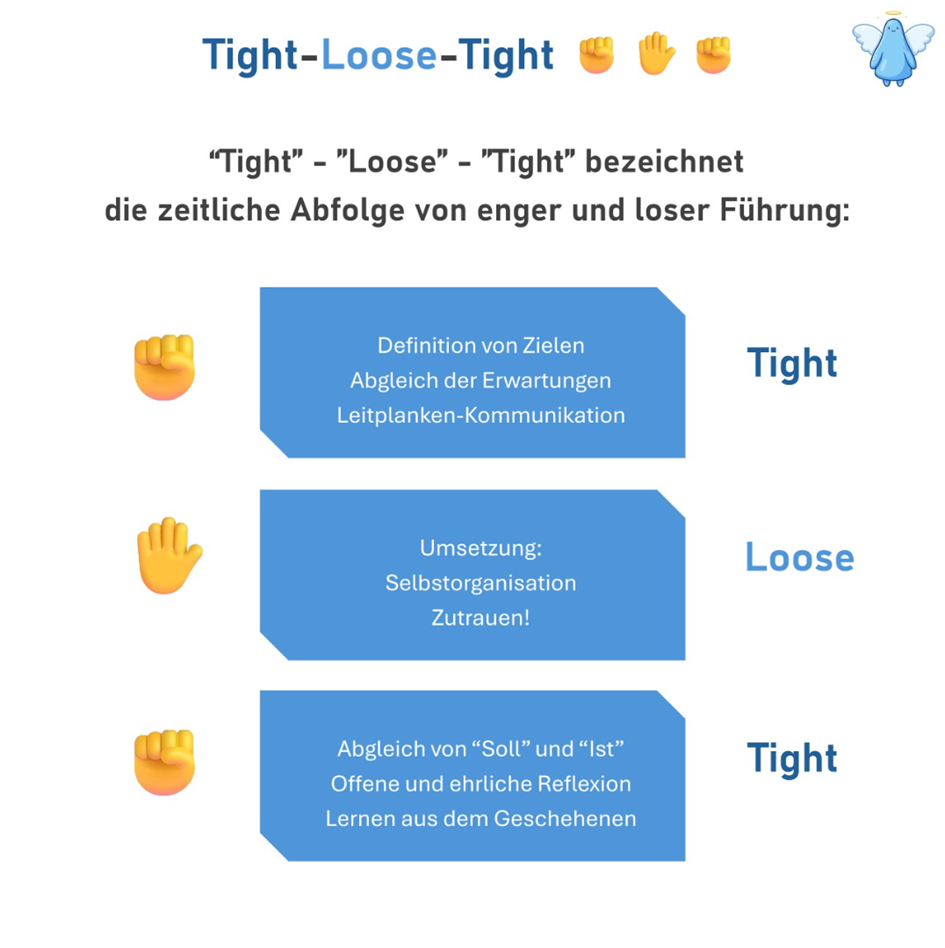 Tight-Loose-Tight
“Tight” - ”Loose” - ”Tight” bezeichnet
die zeitliche Abfolge von enger und loser Führung:
Definition von Zielen
Abgleich der Erwartungen
Leitplanken-Kommunikation
Tight
Umsetzung:
Selbstorganisation
Zutrauen!
Loose
Abgleich von “Soll” und “Ist”
Offene und ehrliche Reflexion
Lernen aus dem Geschehenen
Tight